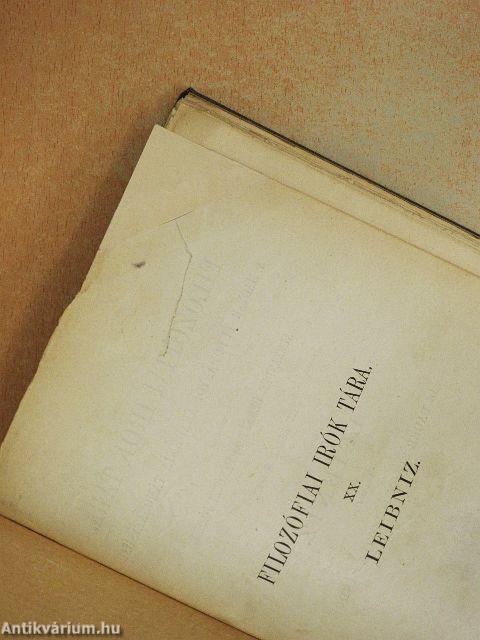 FILOZÓFIAI IRÓK TÁRA.
XX.
LEIBNIZ.
Antikvárium.hu